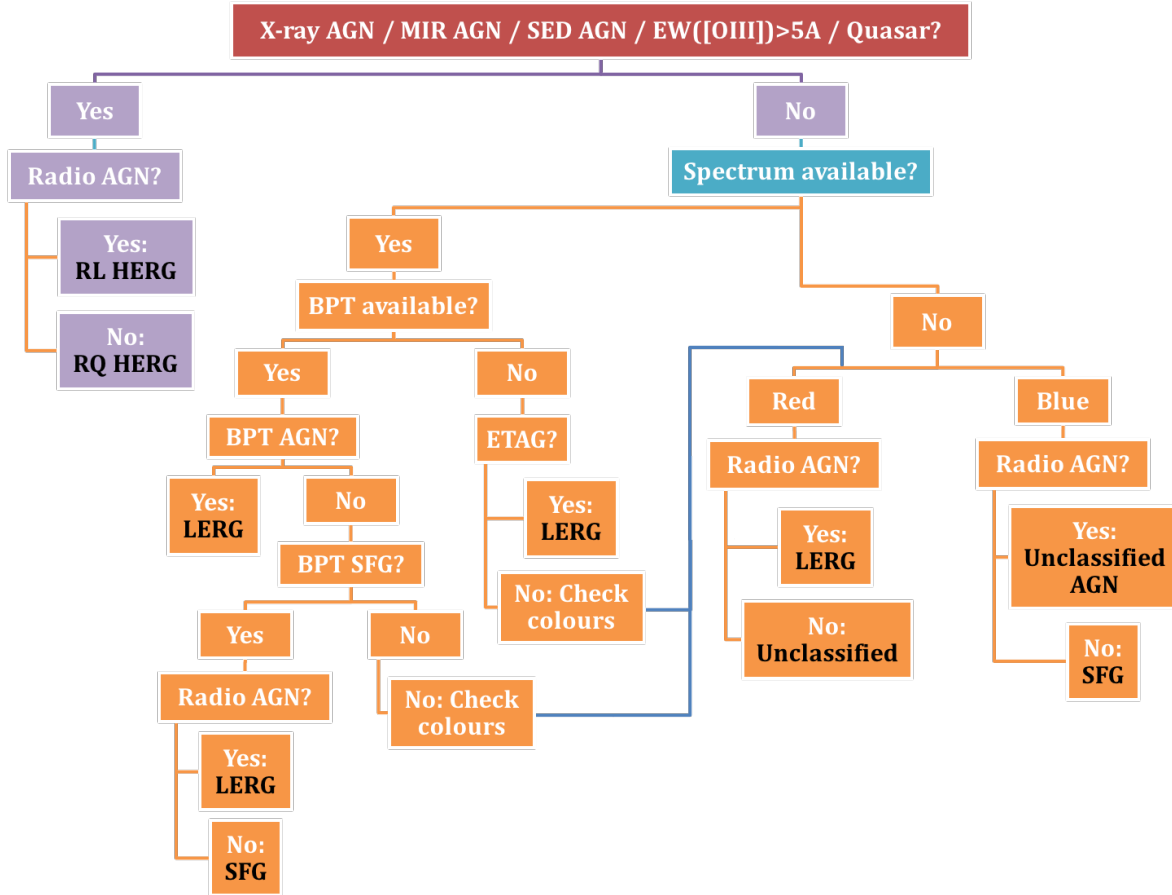 X-ray AGN / MIR AGN / SED AGN / EW([OIII])>5A / Quasar?
Yes
No
Radio AGN?
Spectrum available?
Yes:
RL HERG
No:
RQ HERG
Yes
No
BPT available?
Yes
No
Red
Blue
BPT AGN?
ETAG?
Radio AGN?
Radio AGN?
Yes:
LERG
No
Yes:
LERG
Yes:
LERG
Yes:
Unclassified
AGN
BPT SFG?
No: Check
colours
No:
Unclassified
No:
SFG
Yes
No
Radio AGN?
No: Check
colours
Yes:
LERG
No:
SFG